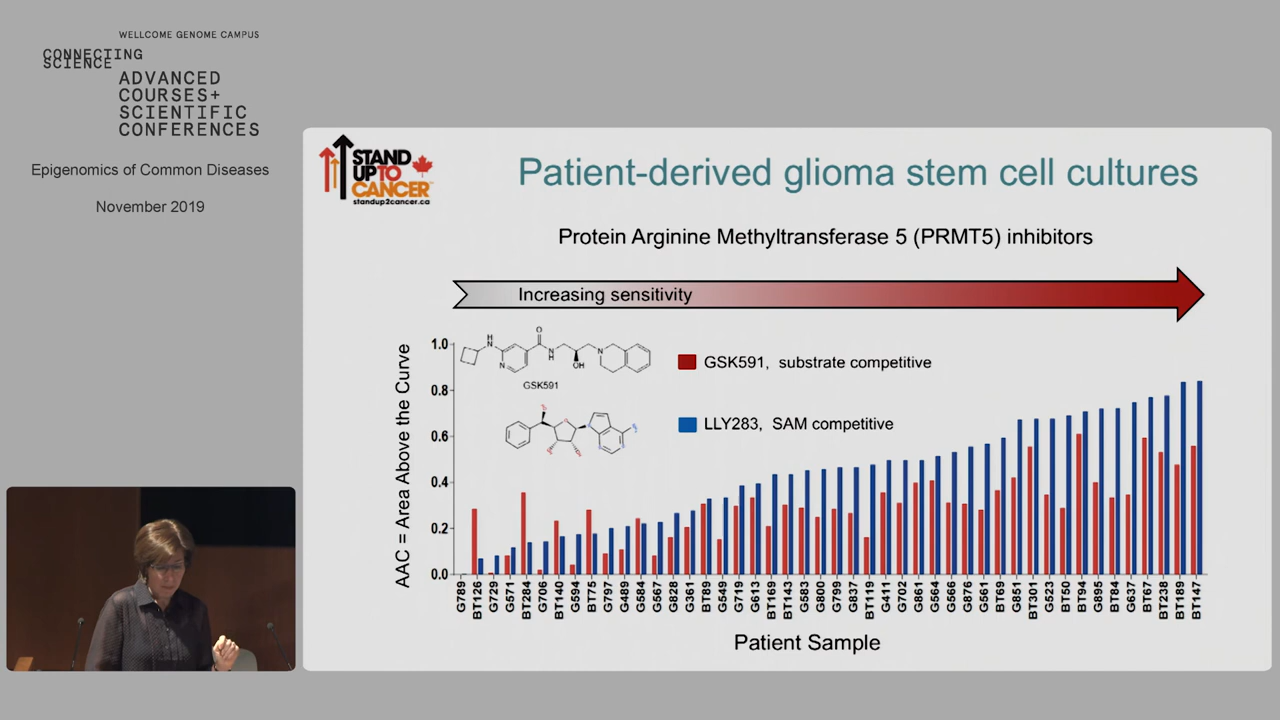 WELLCOME GENOME CAMPUS
CONNECTING
SCIENCE
ADVANCED
COURSES+
SCIENTIFIC
CONFERENCES
Epigenomics of Common Diseases
November 2019
STAND
UP TO
CANCER
standup2cancer.ca
Patient-derived glioma stem cell cultures
Protein Arginine Methyltransferase 5 (PRMT5) inhibitors
Increasing sensitivity
AAC = Area Above the Curve
1.0
0.8
0.6
0.4
0.2
0.0
H
N
O
N
N
H
OH
N
GSK591
GSK591, substrate competitive
LLY283, SAM competitive
G789
BT126
G729
G571
BT284
G706
BT140
G594
BT75
G797
G489
G584
G567
G828
G361
BT89
G549
G719
G613
BT169
BT143
G583
G800
G799
G837
BT119
G411
G702
G861
G564
G566
G876
G561
BT69
G851
BT301
G523
BT50
BT94
G895
BT84
G637
BT67
BT238
BT189
BT147
Patient Sample